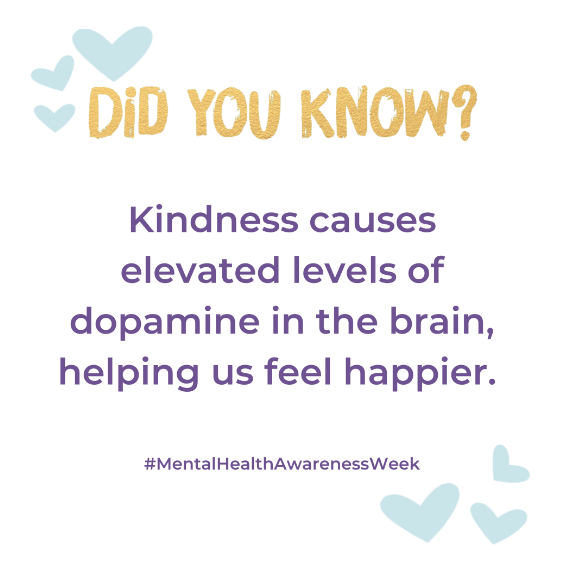 DiD YOU KNOW?
Kindness causes
elevated levels of
dopamine in the brain,
helping us feel happier.
#MentalHealthAwarenessWeek